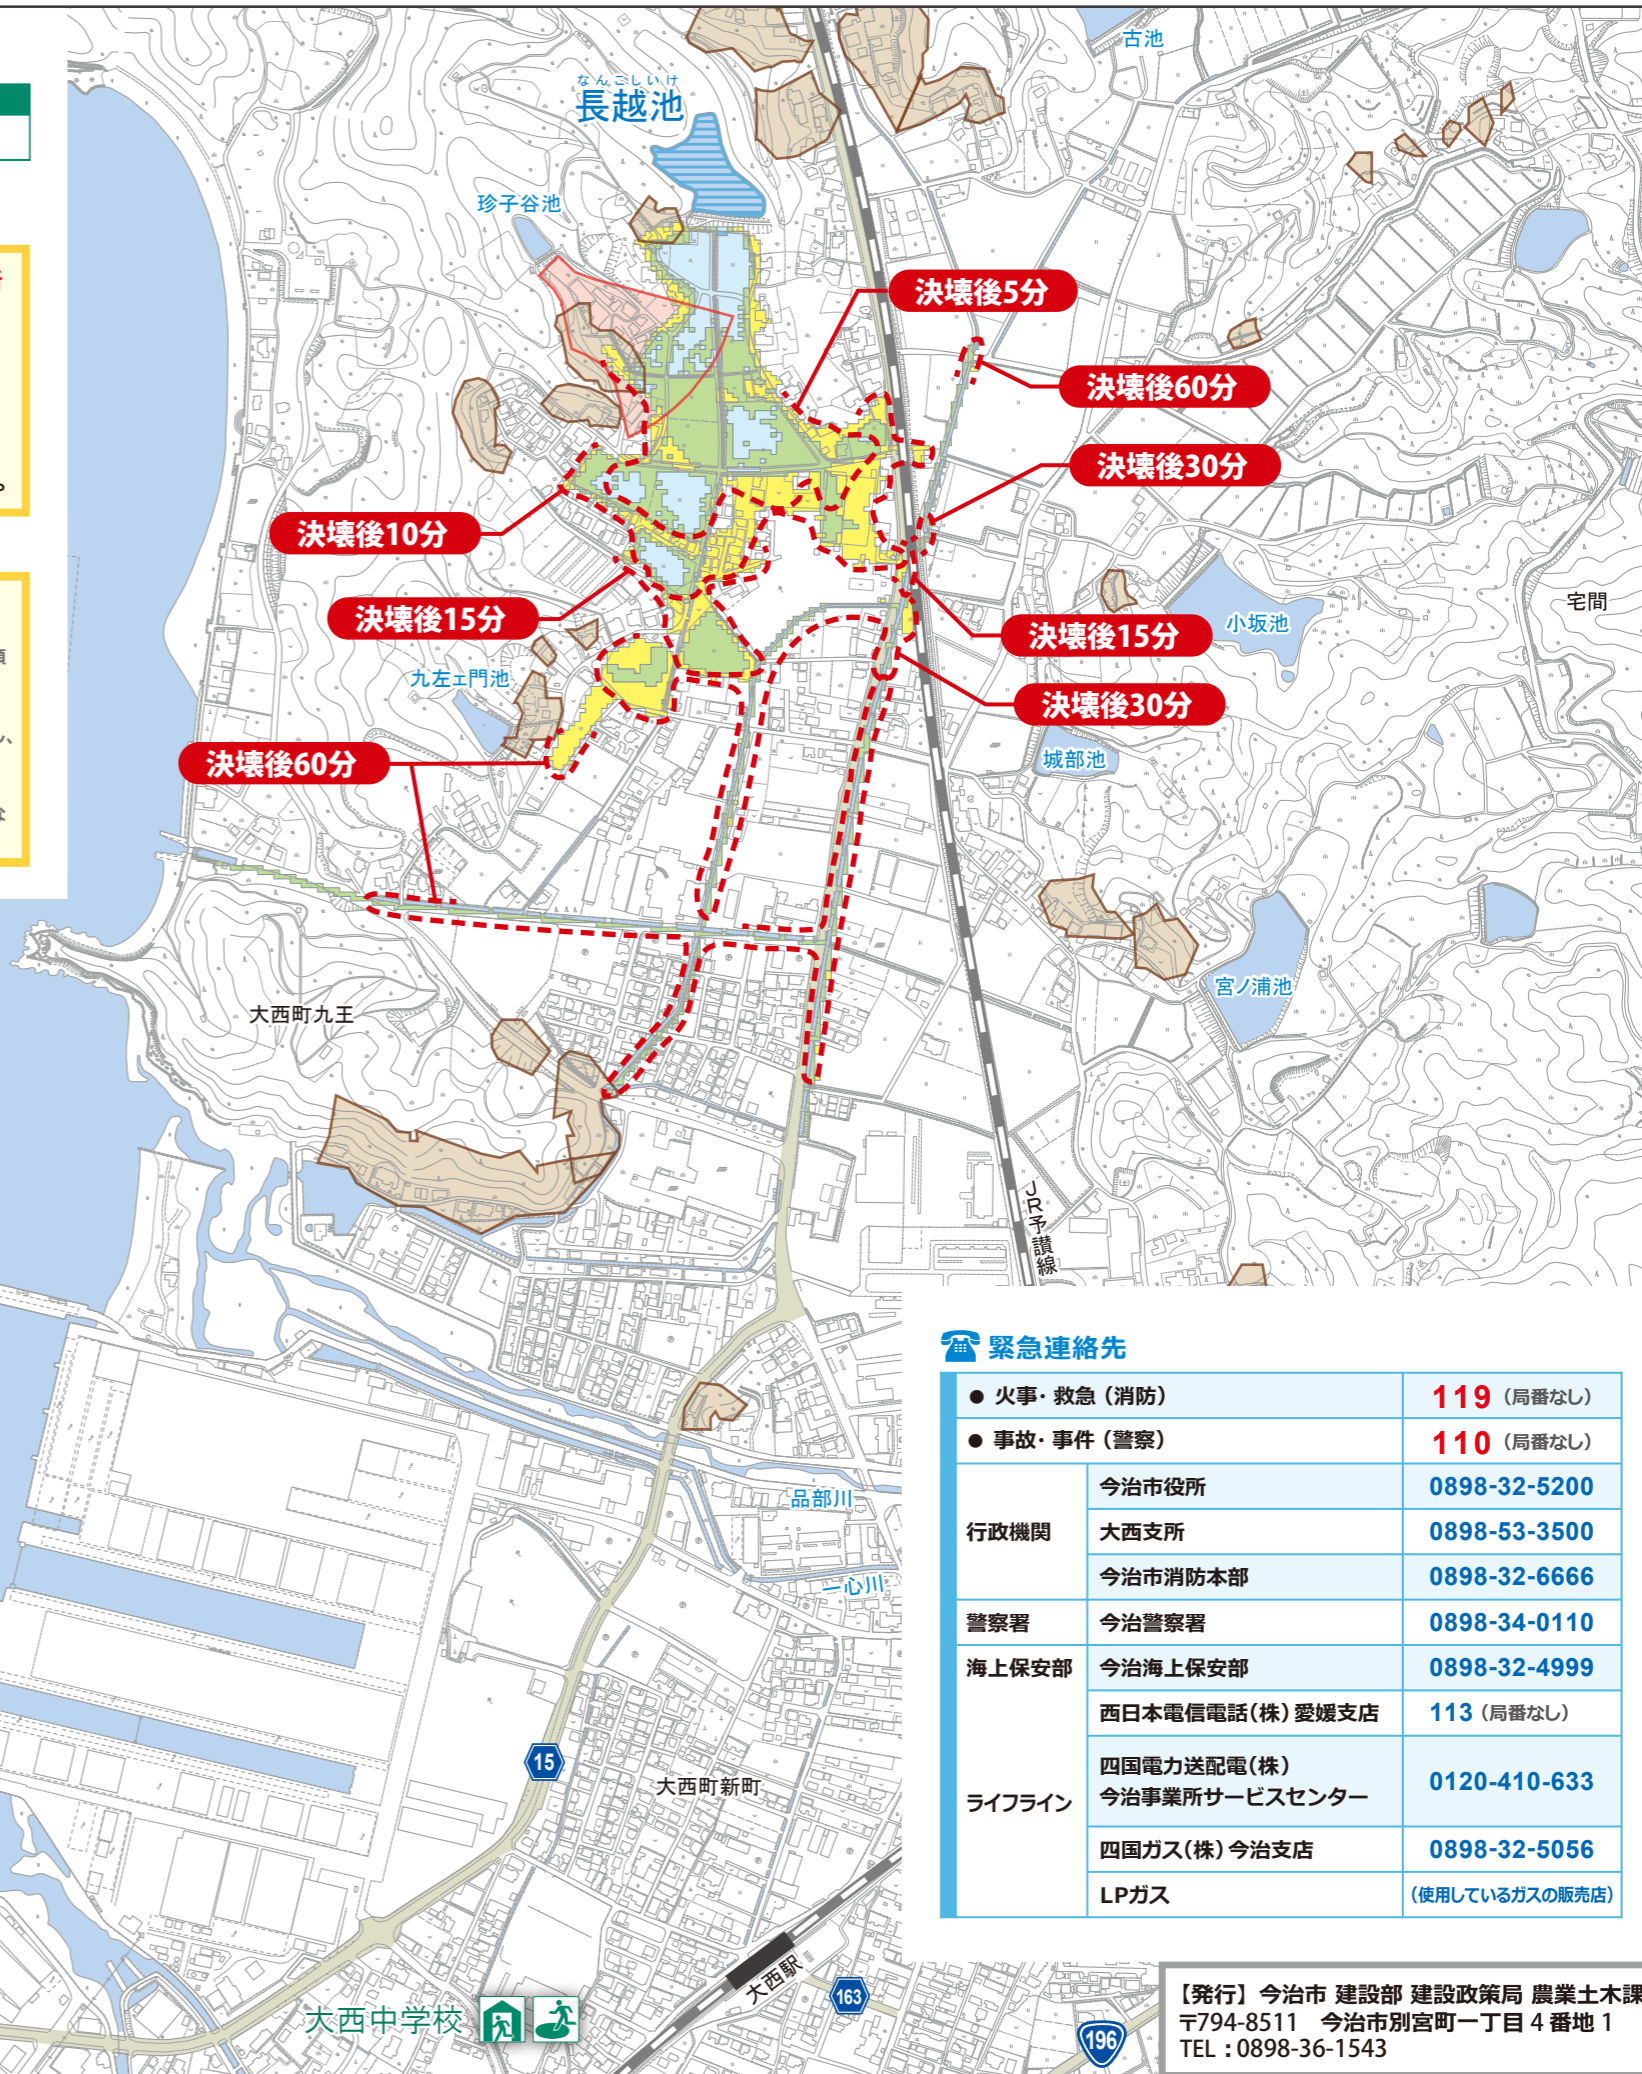 古池
なんごしいけ
長越池
珍子谷池
決壊後5分
決壊後60分
決壊後30分
決壊後10分
決壊後15分
宅間
小坂池
決壊後15分
九左ェ門池
決壊後30分
城部池
決壊後60分
宮ノ浦池
大西町九王
JR予讃線
品部川
一心川
15
大西町新町
大西駅
163
大西中学校
196
緊急連絡先
● 火事・救急（消防） 119（局番なし）
● 事故・事件（警察） 110（局番なし）
行政機関
今治市役所 0898-32-5200
大西支所 0898-53-3500
今治市消防本部 0898-32-6666
警察署 今治警察署 0898-34-0110
海上保安部 今治海上保安部 0898-32-4999
ライフライン
西日本電信電話（株）愛媛支店 113（局番なし）
四国電力送配電（株）
今治事業所サービスセンター 0120-410-633
四国ガス（株）今治支店 0898-32-5056
LPガス （使用しているガスの販売店）
【発行】今治市 建設部 建設政策局 農業土木課
〒794-8511 今治市別宮町一丁目4番地1
TEL：0898-36-1543